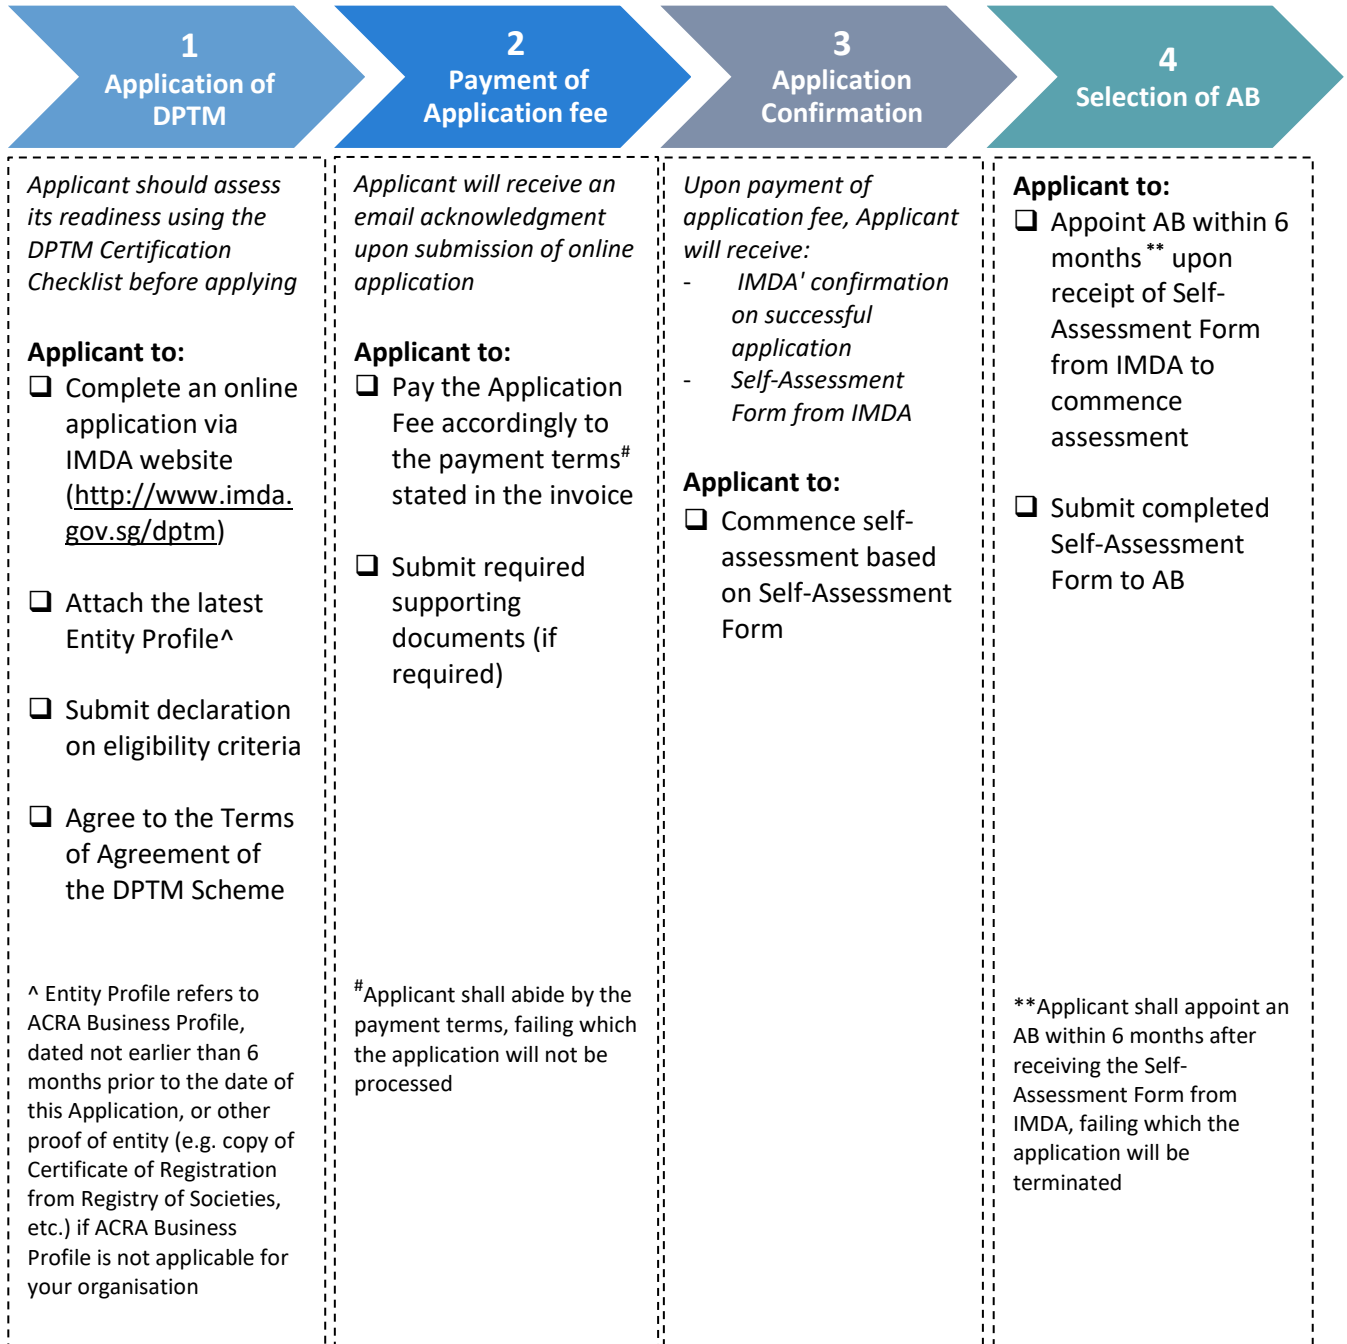 1
Application of
DPTM
2
Payment of
Application fee
3
Application
Confirmation
4
Selection of AB
Applicant should assess
its readiness using the
DPTM Certification
Checklist before applying
Applicant to:
❑ Complete an online
application via
IMDA website
(http://www.imda.
gov.sg/dptm)
❑ Attach the latest
Entity Profile^
❑ Submit declaration
on eligibility criteria
❑ Agree to the Terms
of Agreement of
the DPTM Scheme
^ Entity Profile refers to
ACRA Business Profile,
dated not earlier than 6
months prior to the date of
this Application, or other
proof of entity (e.g. copy of
Certificate of Registration
from Registry of Societies,
etc.) if ACRA Business
Profile is not applicable for
your organisation
Applicant will receive an
email acknowledgment
upon submission of online
application
Applicant to:
❑ Pay the Application
Fee accordingly to
the payment terms#
stated in the invoice
❑ Submit required
supporting
documents (if
required)
#Applicant shall abide by the
payment terms, failing which
the application will not be
processed
Upon payment of
application fee, Applicant
will receive:
- IMDA' confirmation
on successful
application
- Self-Assessment
Form from IMDA
Applicant to:
❑ Commence self-
assessment based
on Self-Assessment
Form
Applicant to:
❑ Appoint AB within 6
months** upon
receipt of Self-
Assessment Form
from IMDA to
commence
assessment
❑ Submit completed
Self-Assessment
Form to AB
**Applicant shall appoint an
AB within 6 months after
receiving the Self-
Assessment Form from
IMDA, failing which the
application will be
terminated